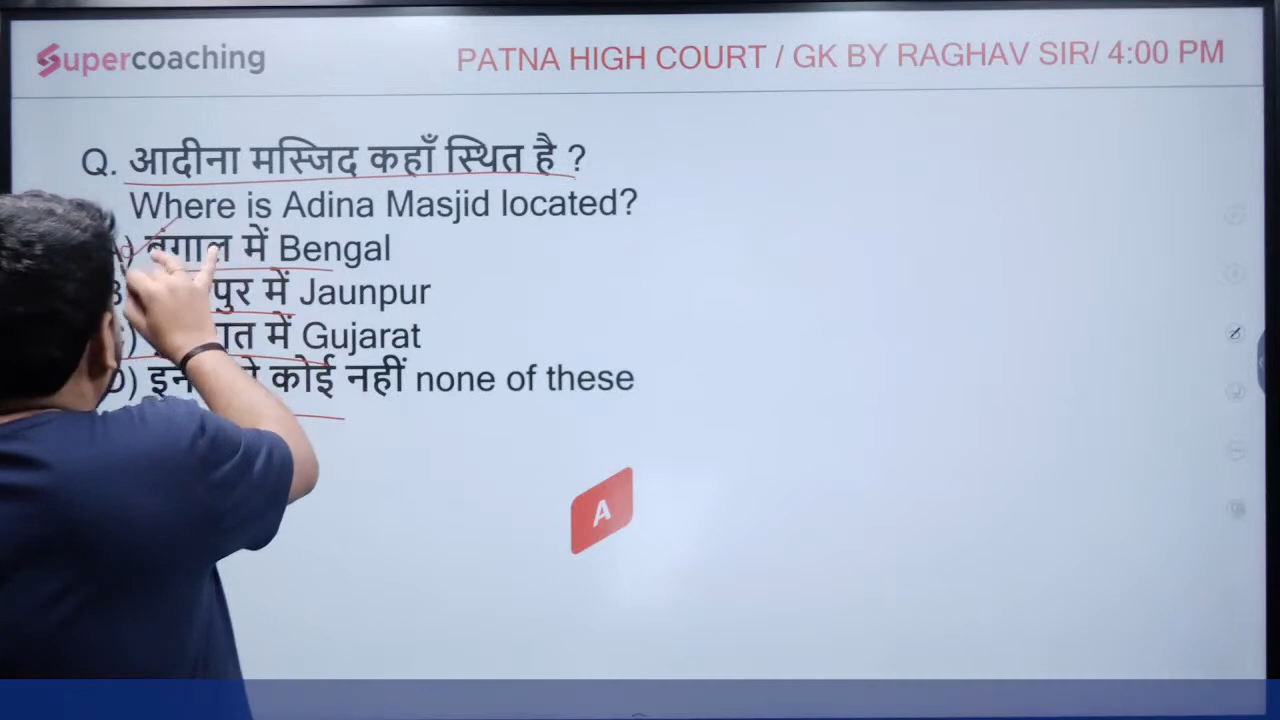 Supercoaching
PATNA HIGH COURT / GK BY RAGHAV SIR/ 4:00 PM
Q. आदीना मस्जिद कहाँ स्थित है ?
Where is Adina Masjid located?
में Bengal
में Jaunpur
में Gujarat
D) कोई नहीं none of these
A